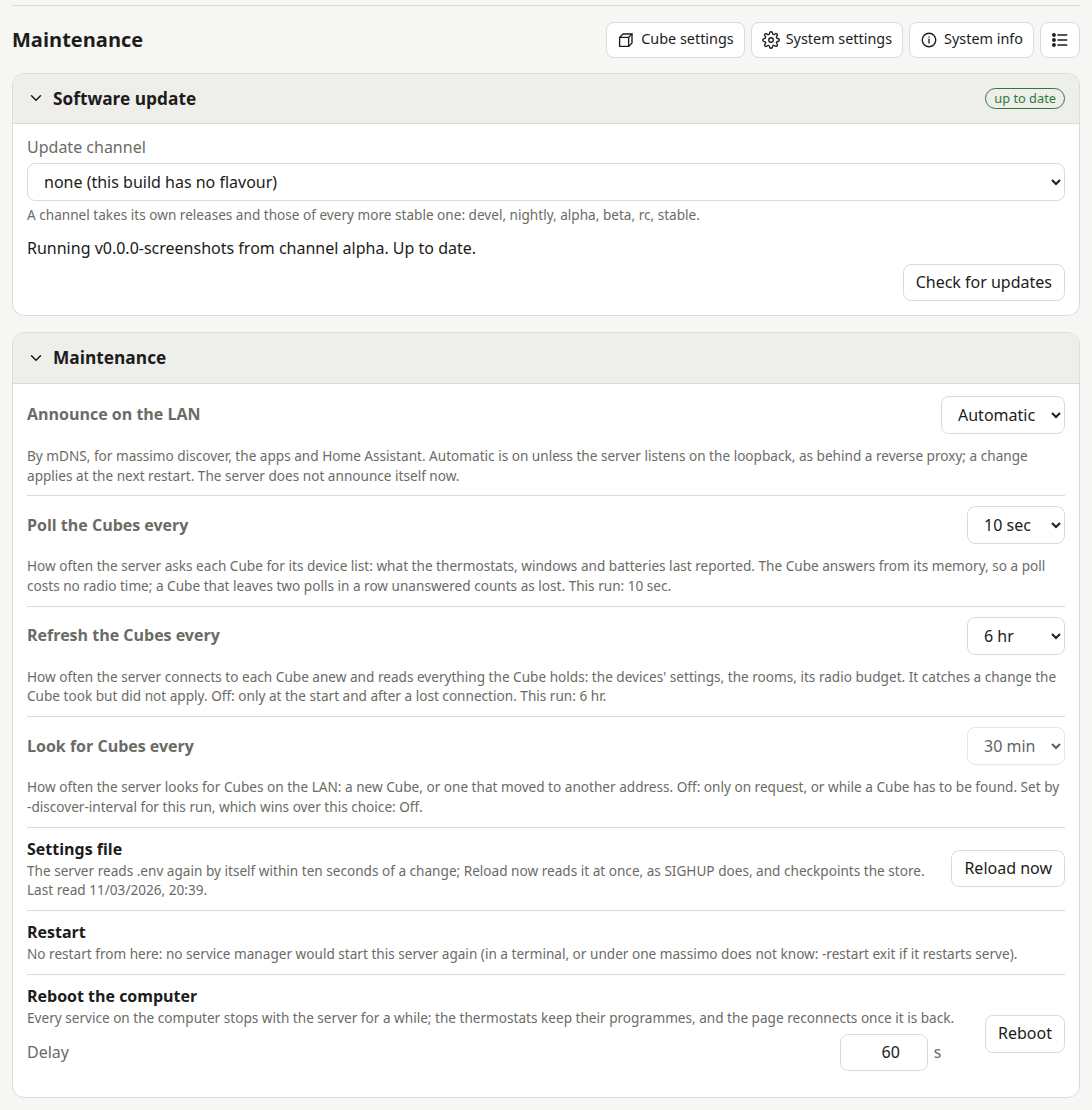 Maintenance
Cube settings
System settings
System info
Software update
up to date
Update channel
none (this build has no flavour)
A channel takes its own releases and those of every more stable one: devel, nightly, alpha, beta, rc, stable.
Running v0.0.0-screenshots from channel alpha. Up to date.
Check for updates
Maintenance
Announce on the LAN
Automatic
By mDNS, for massimo discover, the apps and Home Assistant. Automatic is on unless the server listens on the loopback, as behind a reverse proxy; a change
applies at the next restart. The server does not announce itself now.
Poll the Cubes every
10 sec
How often the server asks each Cube for its device list: what the thermostats, windows and batteries last reported. The Cube answers from its memory, so a poll
costs no radio time; a Cube that leaves two polls in a row unanswered counts as lost. This run: 10 sec.
Refresh the Cubes every
6 hr
How often the server connects to each Cube anew and reads everything the Cube holds: the devices' settings, the rooms, its radio budget. It catches a change the
Cube took but did not apply. Off: only at the start and after a lost connection. This run: 6 hr.
Look for Cubes every
30 min
How often the server looks for Cubes on the LAN: a new Cube, or one that moved to another address. Off: only on request, or while a Cube has to be found. Set by
-discover-interval for this run, which wins over this choice: Off.
Settings file
The server reads .env again by itself within ten seconds of a change; Reload now reads it at once, as SIGHUP does, and checkpoints the store.
Last read 11/03/2026, 20:39.
Reload now
Restart
No restart from here: no service manager would start this server again (in a terminal, or under one massimo does not know: -restart exit if it restarts serve).
Reboot the computer
Every service on the computer stops with the server for a while; the thermostats keep their programmes, and the page reconnects once it is back.
Delay
60 s
Reboot